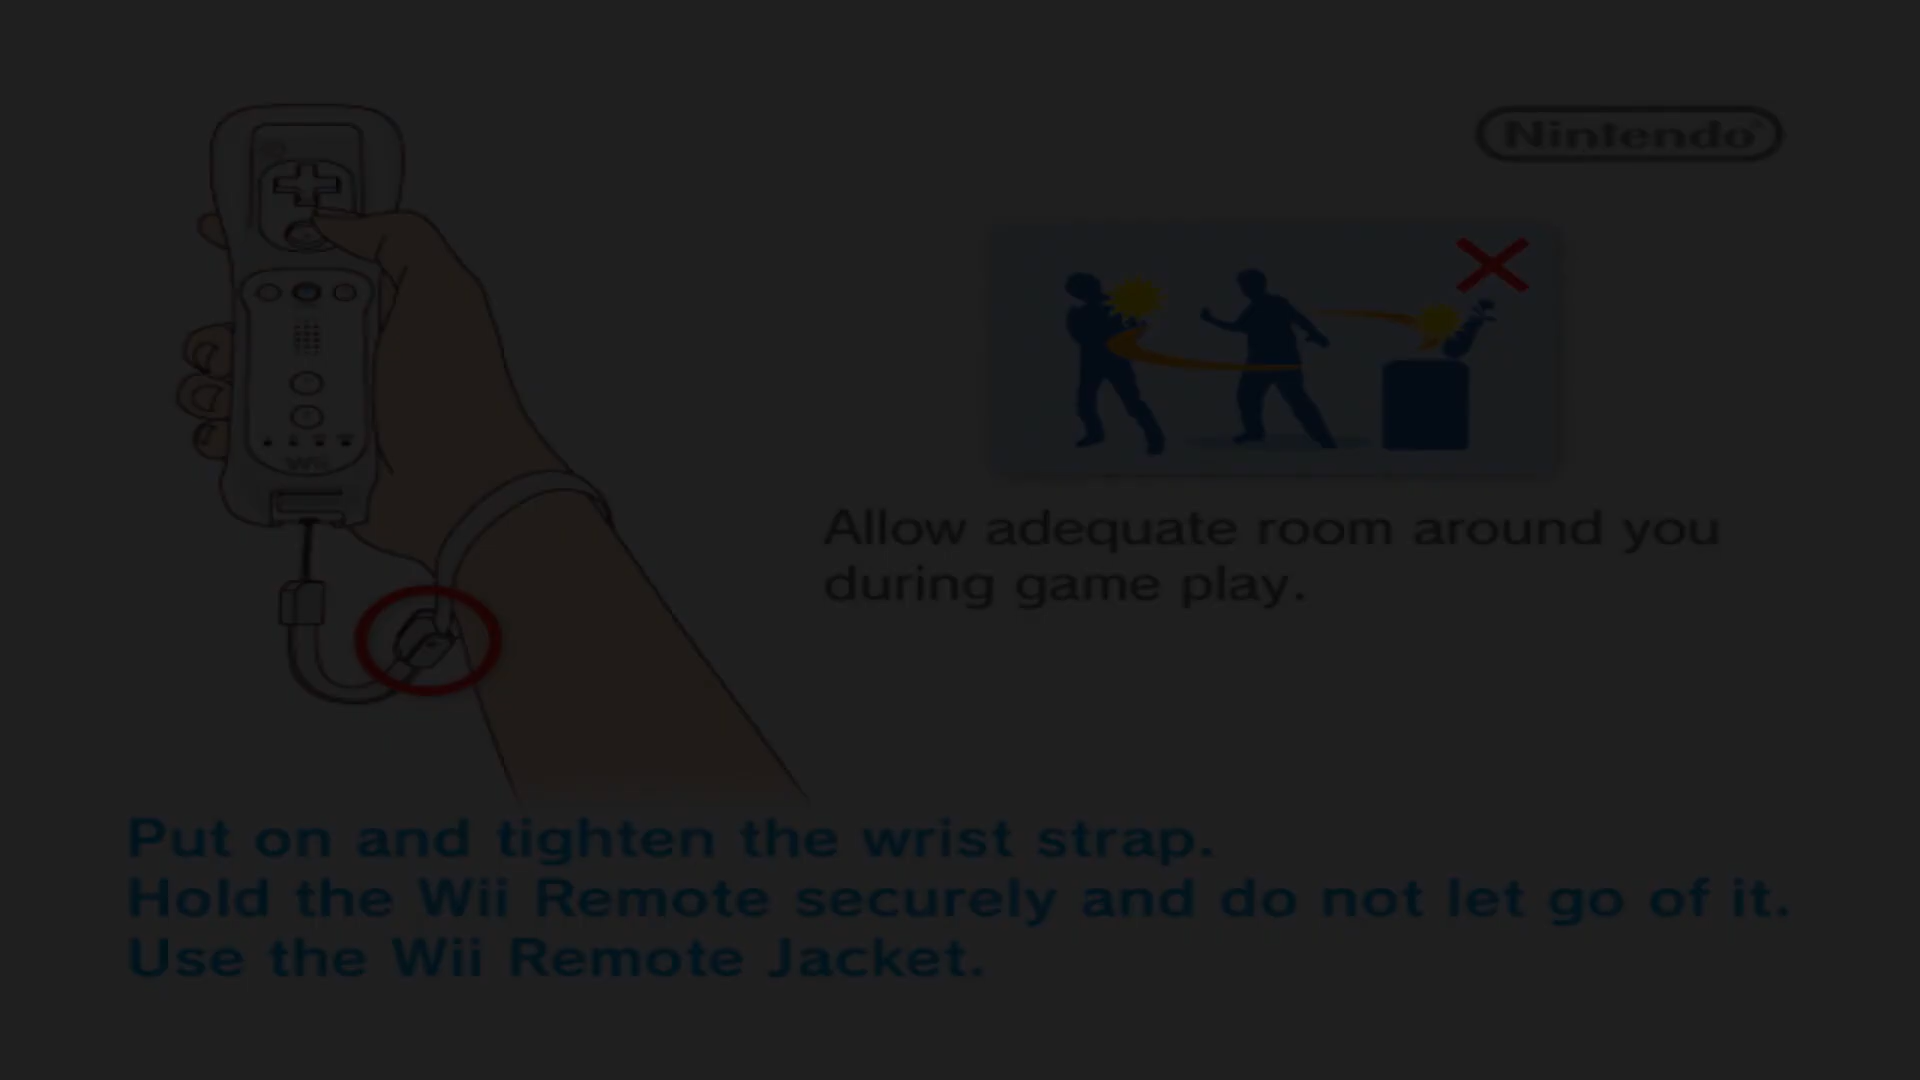 Nintendo
Wii
Allow adequate room around you
during game play.
Put on and tighten the wrist strap.
Hold the Wii Remote securely and do not let go of it.
Use the Wii Remote Jacket.